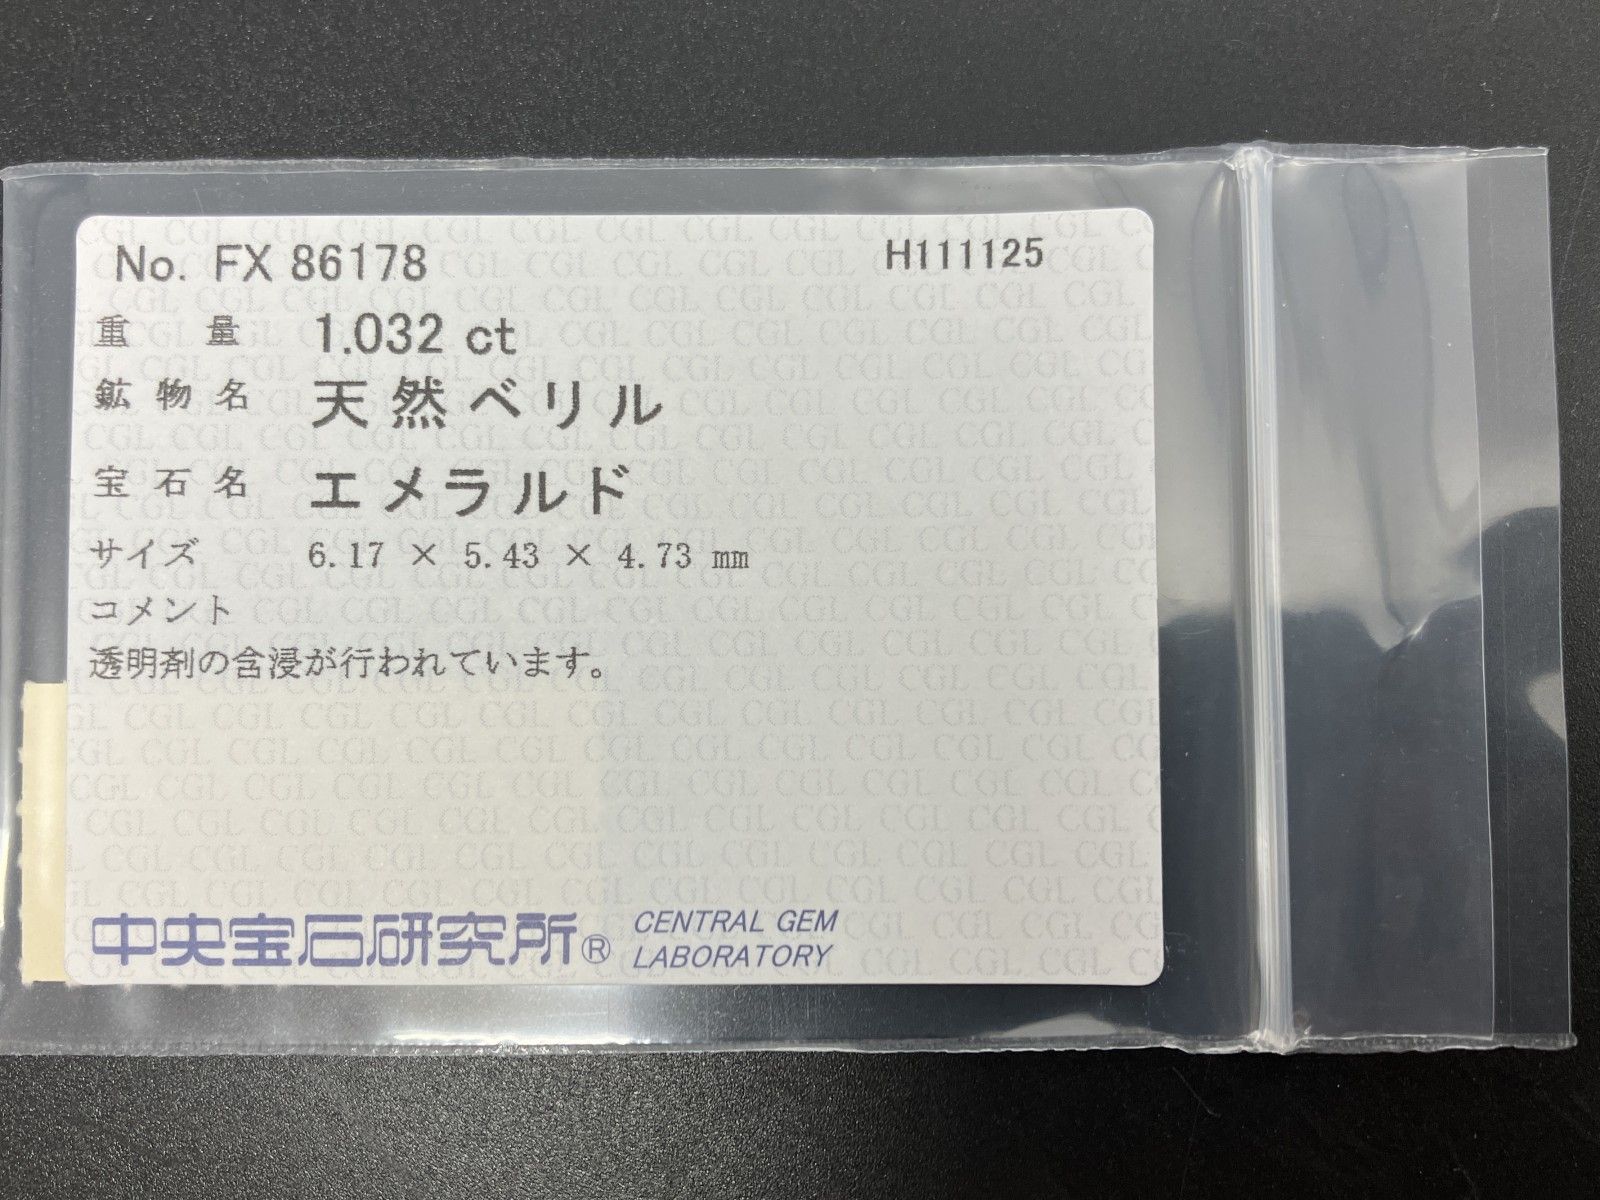 No. FX 86178 H111125
重量 1.032 ct
鉱物名 天然ベリル
宝石名 エメラルド
サイズ 6.17 × 5.43 × 4.73 mm
コメント
透明剤の含浸が行われています。
中央宝石研究所® CENTRAL GEM
LABORATORY